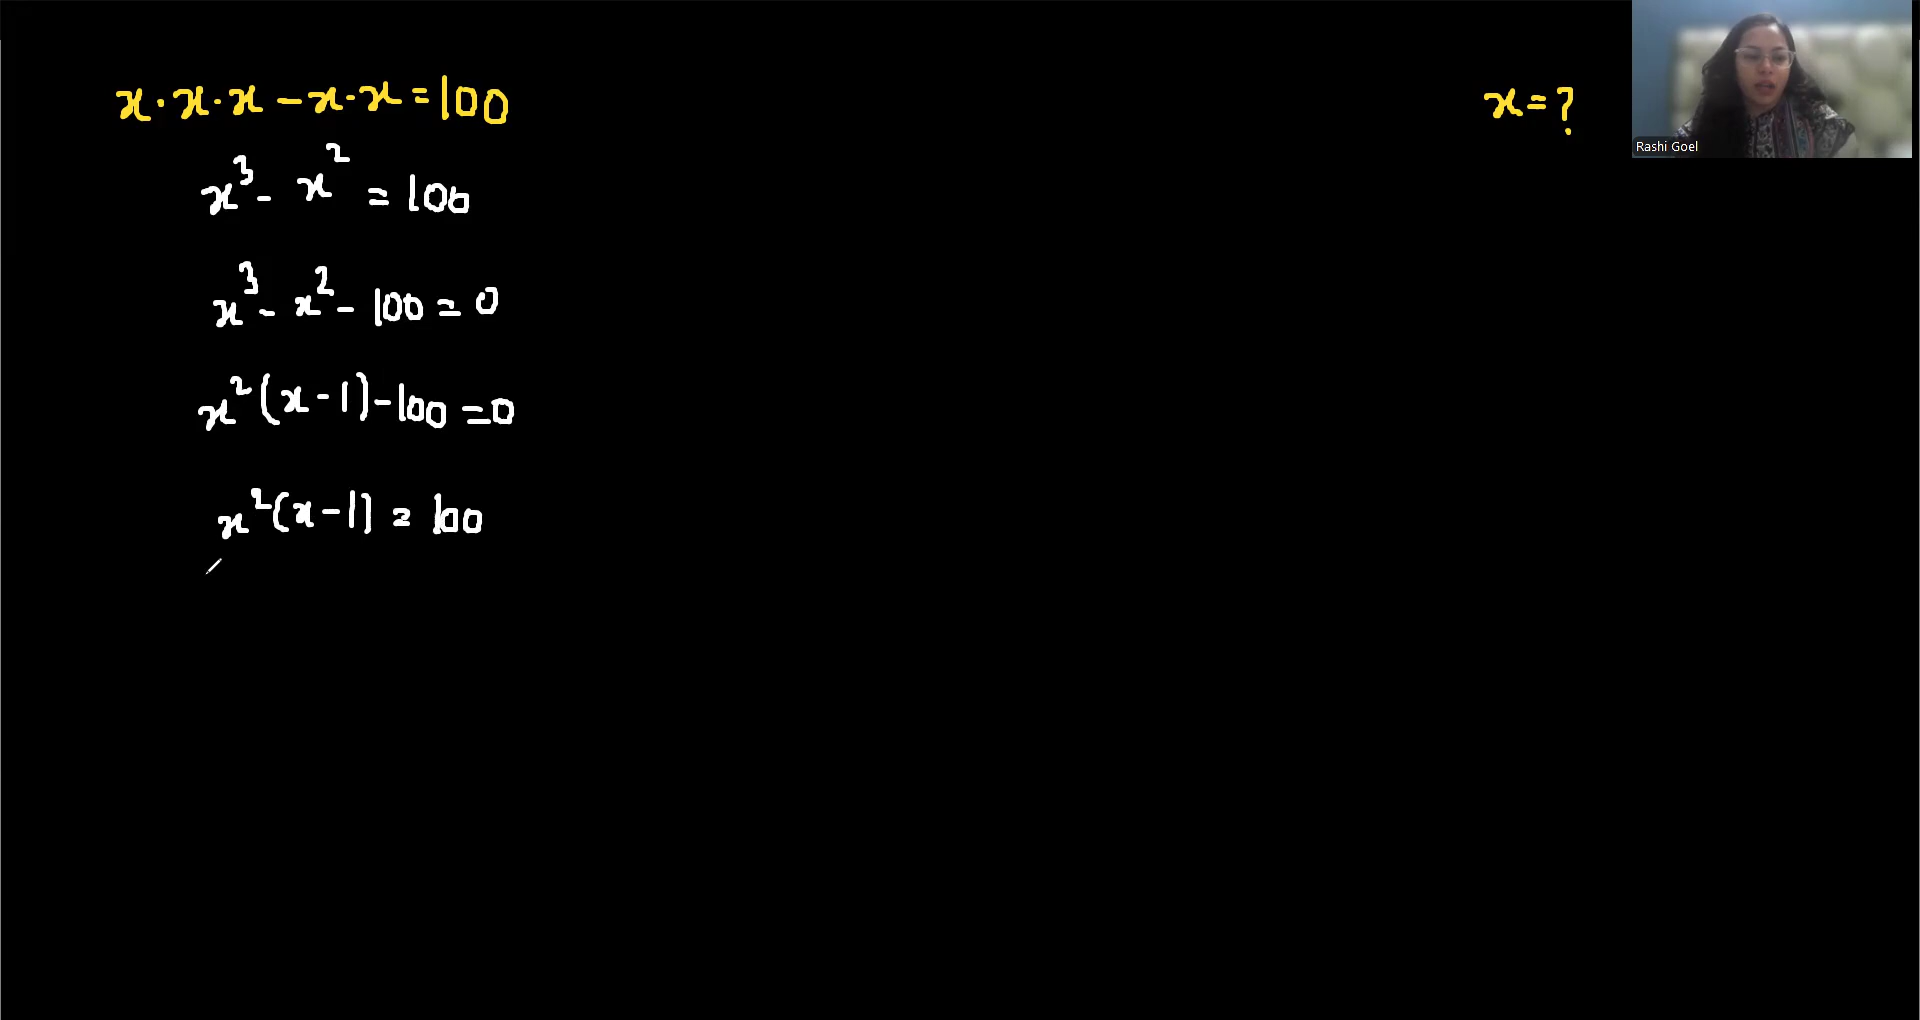 x·x·x - x·x = 100
x = ?
Rashi Goel
x³ - x² = 100
x³ - x² - 100 = 0
x²(x-1) - 100 = 0
x²(x-1) = 100